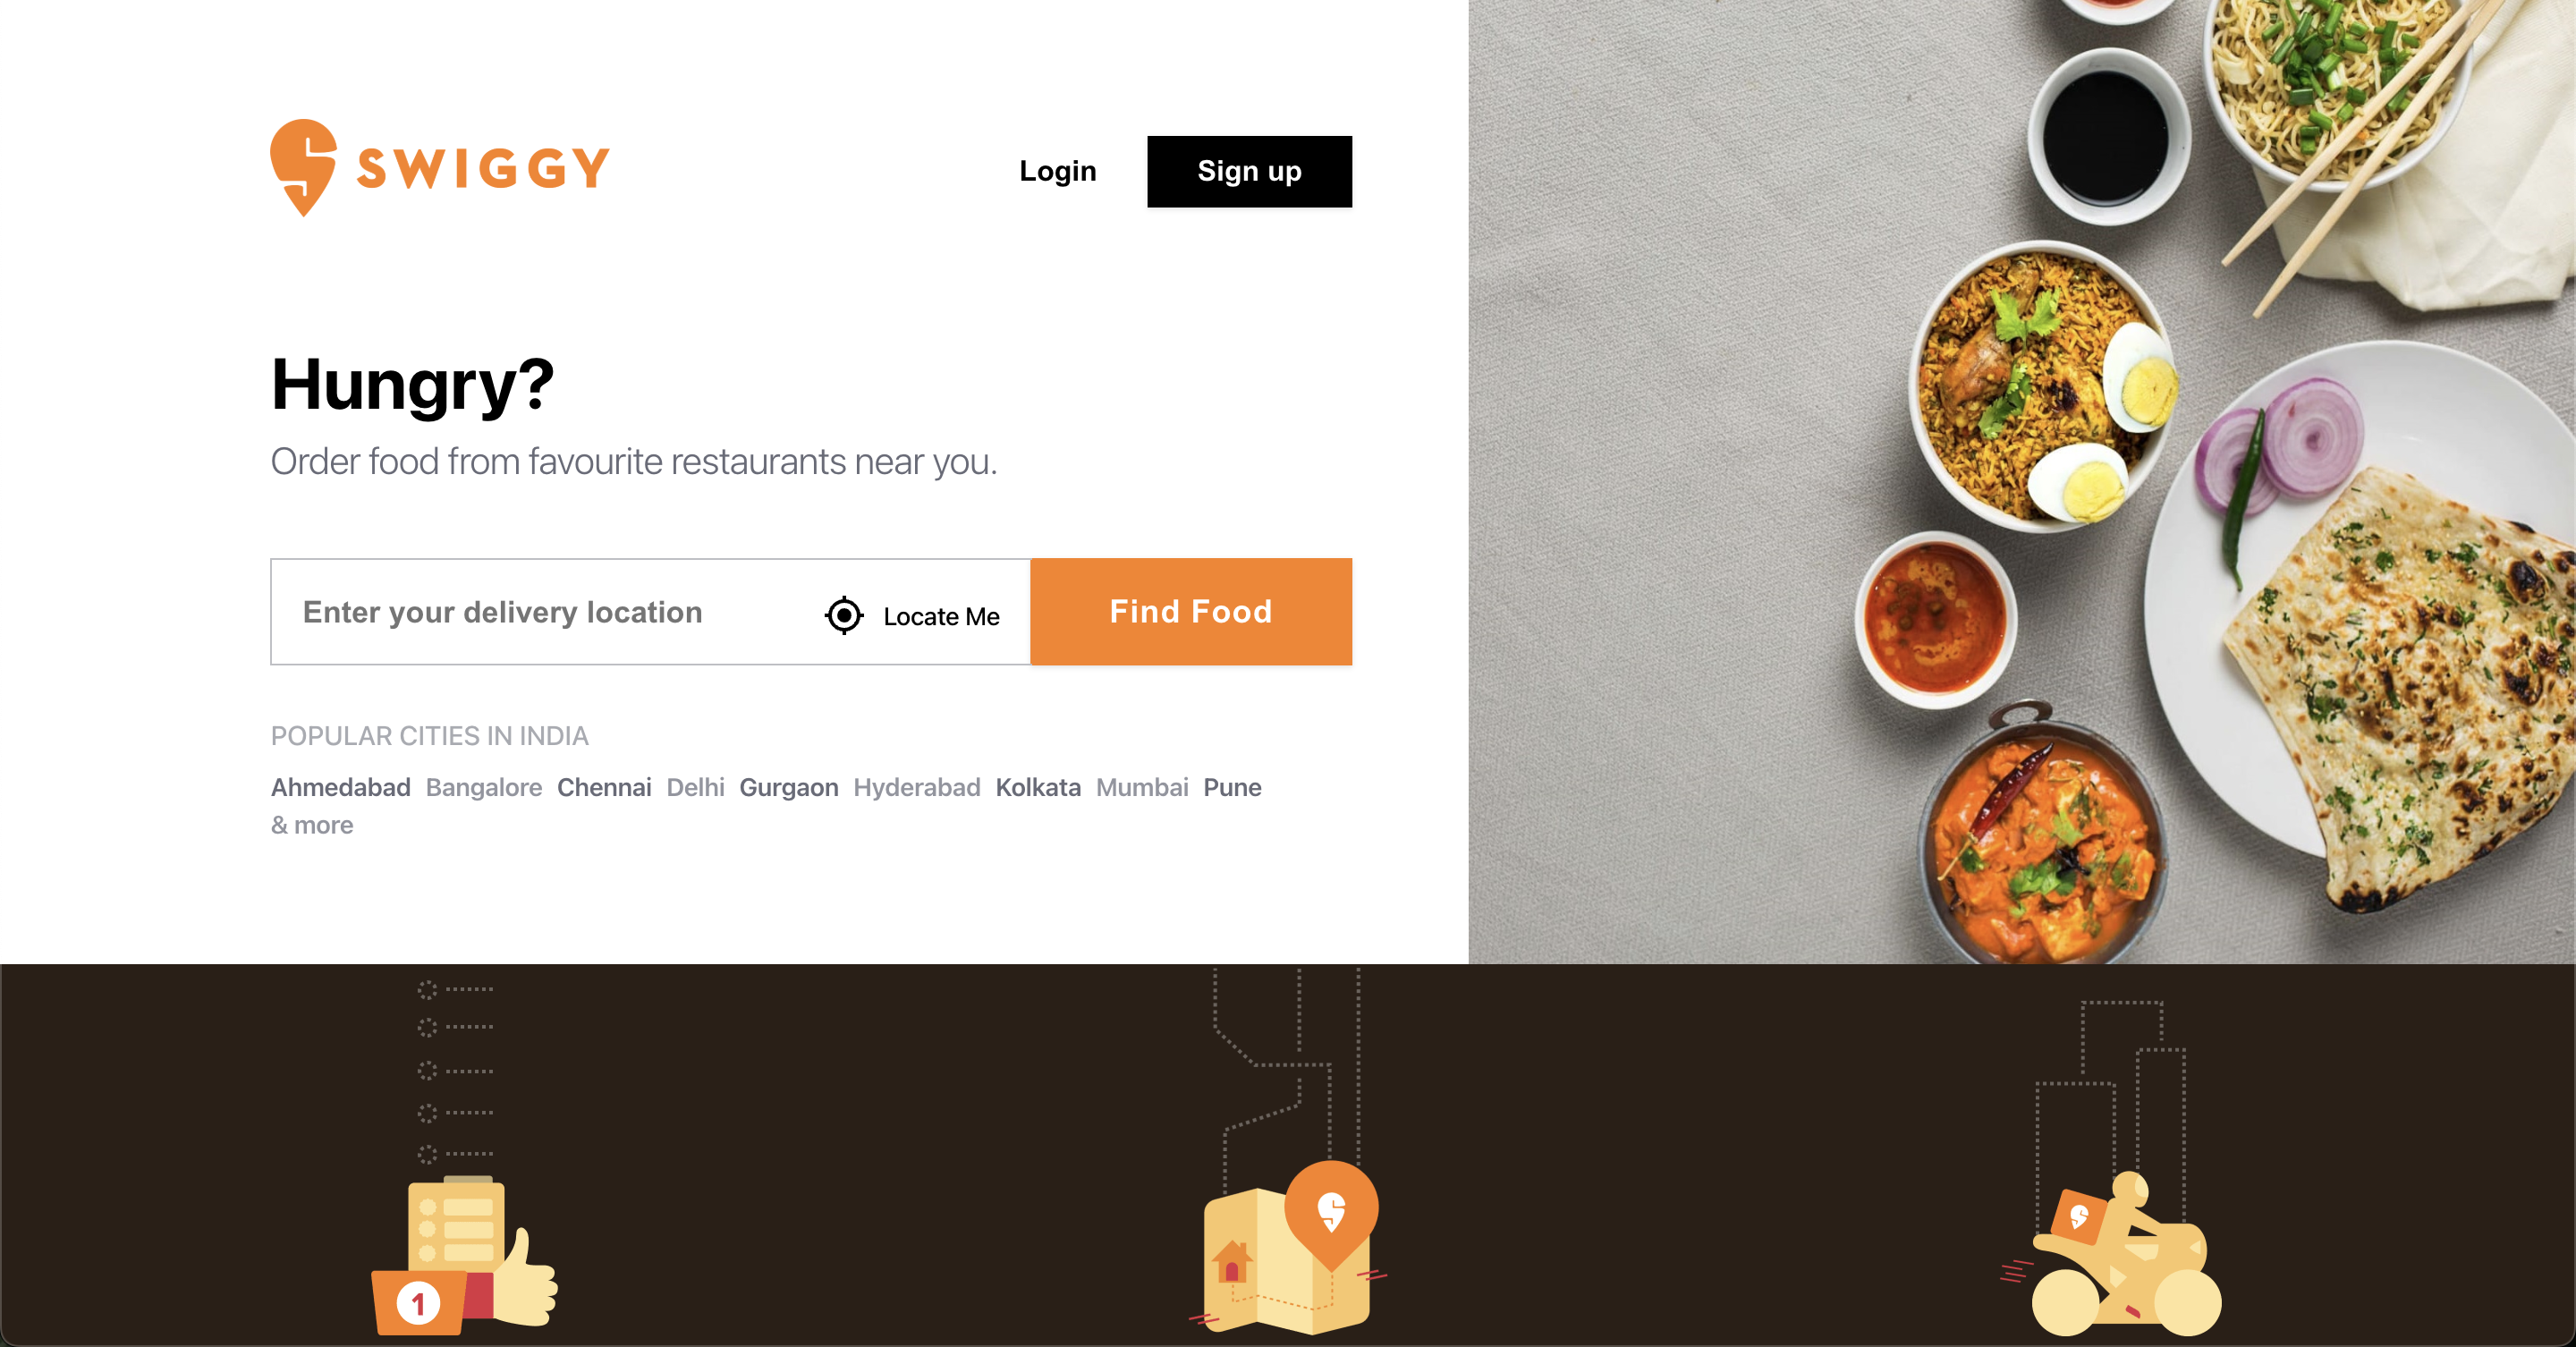 SWIGGY
Login
Sign up
Hungry?
Order food from favourite restaurants near you.
Enter your delivery location
Locate Me
Find Food
POPULAR CITIES IN INDIA
Ahmedabad Bangalore Chennai Delhi Gurgaon Hyderabad Kolkata Mumbai Pune
& more
1